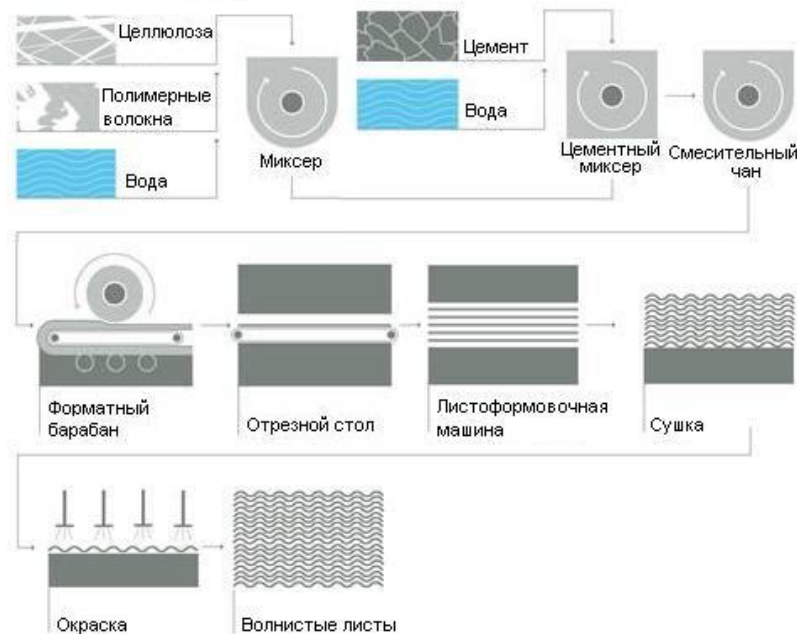 Целлюлоза
Полимерные
волокна
Вода
Миксер
Цемент
Вода
Цементный
миксер
Смесительный
чан
Форматный
барабан
Отрезной стол
Листоформовочная
машина
Сушка
Окраска
Волнистые листы